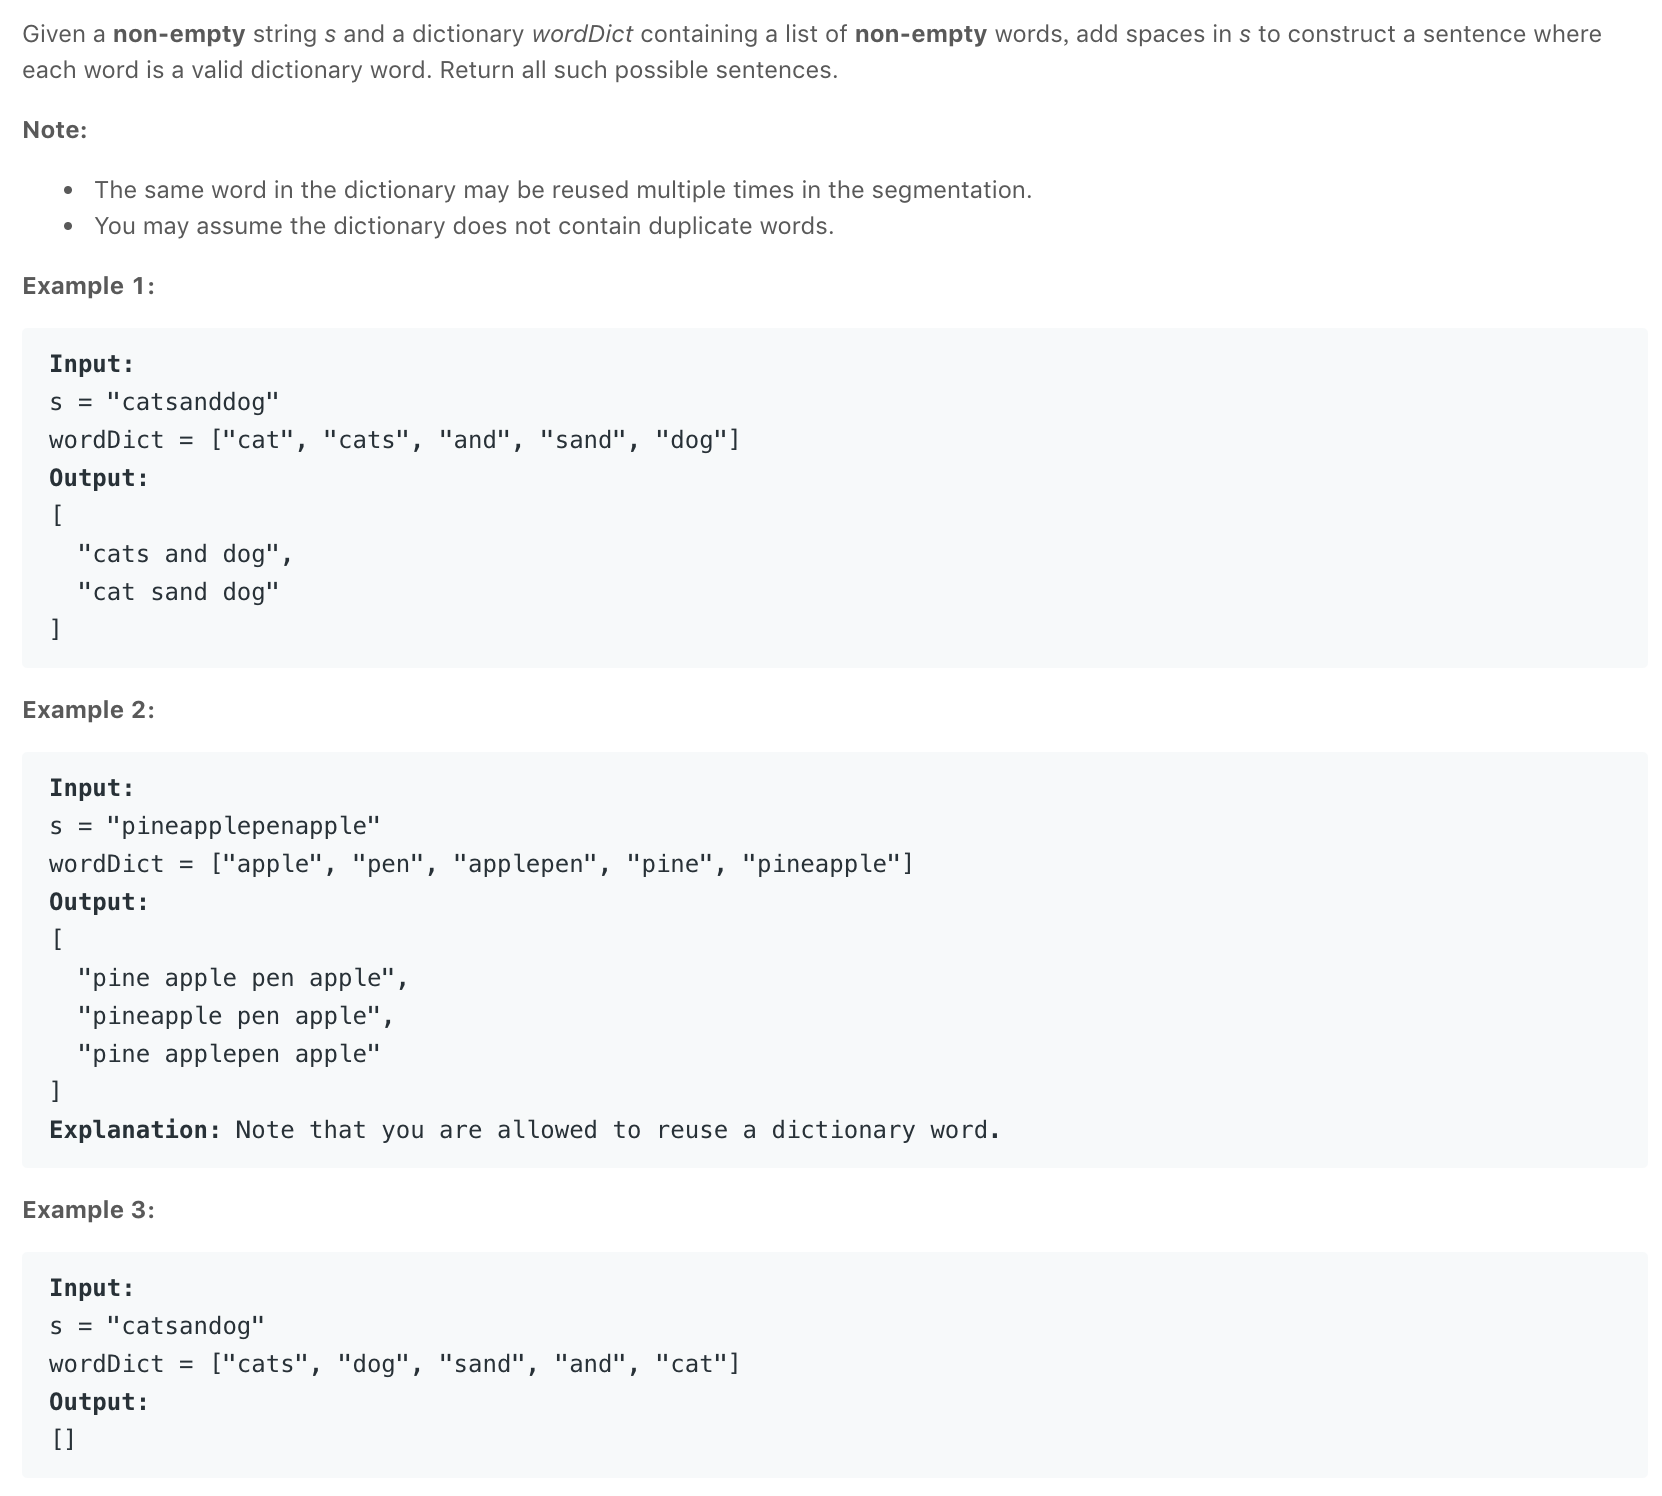 Given a non-empty string s and a dictionary wordDict containing a list of non-empty words, add spaces in s to construct a sentence where
each word is a valid dictionary word. Return all such possible sentences.
Note:
• The same word in the dictionary may be reused multiple times in the segmentation.
• You may assume the dictionary does not contain duplicate words.
Example 1:
Input:
s = "catsanddog"
wordDict = ["cat", "cats", "and", "sand", "dog"]
Output:
[
  "cats and dog",
  "cat sand dog"
]
Example 2:
Input:
s = "pineapplepenapple"
wordDict = ["apple", "pen", "applepen", "pine", "pineapple"]
Output:
[
  "pine apple pen apple",
  "pineapple pen apple",
  "pine applepen apple"
]
Explanation: Note that you are allowed to reuse a dictionary word.
Example 3:
Input:
s = "catsandog"
wordDict = ["cats", "dog", "sand", "and", "cat"]
Output:
[]